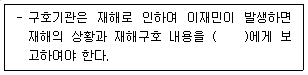 - 구호기관은 재해로 인하여 이재민이 발생하면
재해의 상황과 재해구호 내용을 (    )에게 보
고하여야 한다.